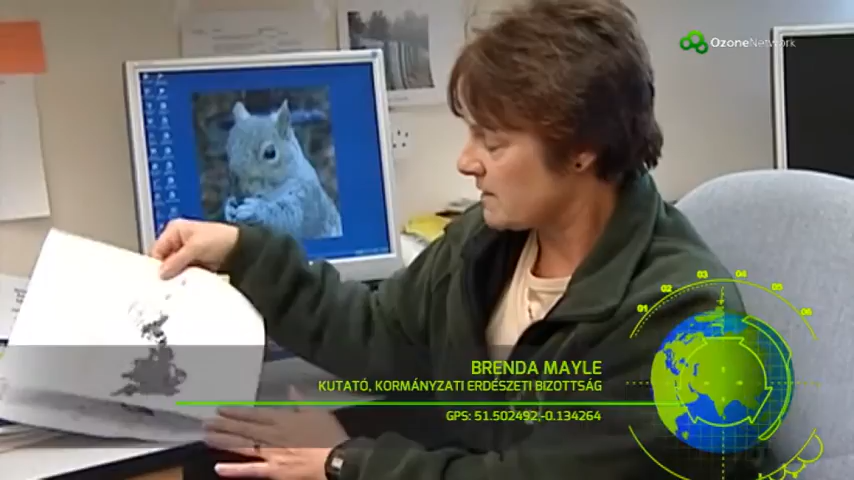 OzoneNetwork
BRENDA MAYLE
KUTATÓ, KORMÁNYZATI ERDÉSZETI BIZOTTSÁG
GPS: 51.502492,-0.134264
01 02 03 04 05 06